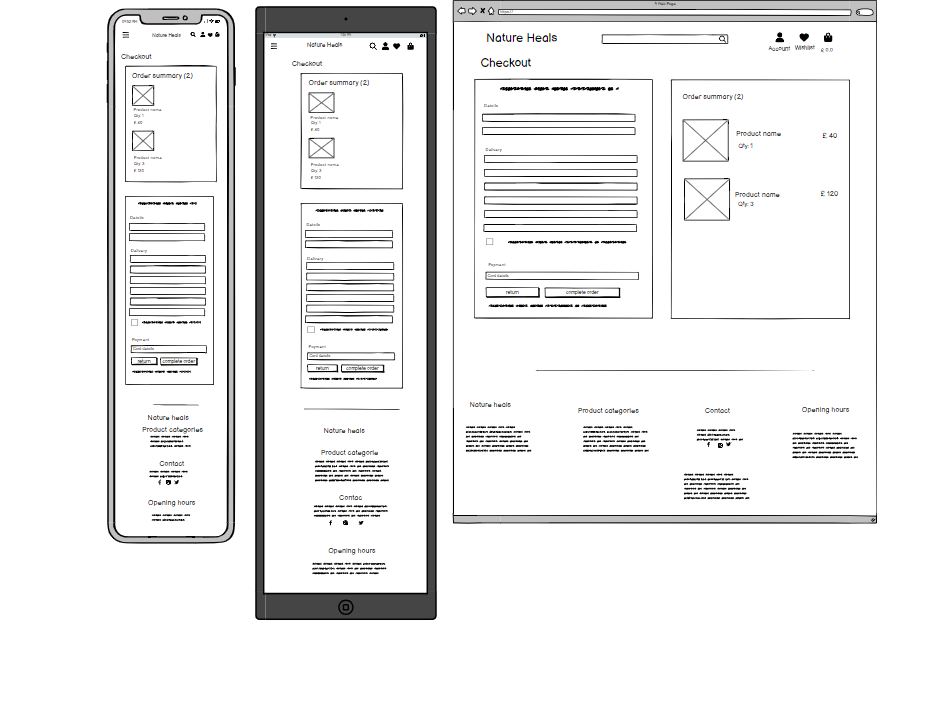 Nature Heals
Checkout
Order summary (2)
Product name
Qty: 1
£ 40
Product name
Qty: 3
£ 120
Details
Delivery
Payment
Card details
return
complete order
Nature heals
Product categories
Contact
Opening hours
Nature Heals
Checkout
Order summary (2)
Product name
Qty: 1
£ 40
Product name
Qty: 3
£ 120
Details
Delivery
Payment
Card details
return
complete order
Nature heals
Product categorie
Contac
Opening hours
A Web Page
https://
Nature Heals
Account
Wishlist
£ 0.0
Checkout
Details
Delivery
Payment
Card details
return
complete order
Order summary (2)
Product name
£ 40
Qty: 1
Product name
£ 120
Qty: 3
Nature heals
Product categories
Contact
Opening hours